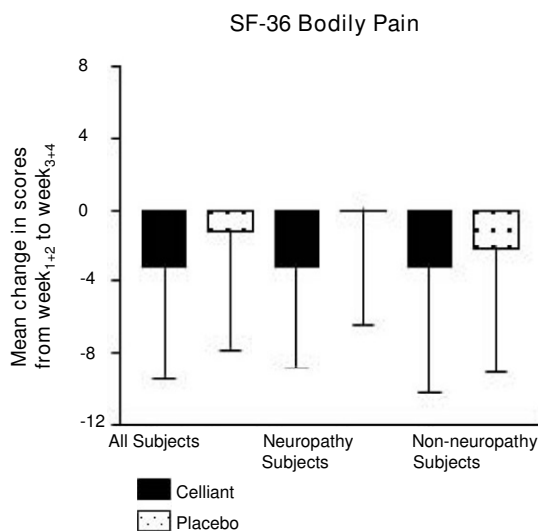 SF-36 Bodily Pain
Mean change in scores
from week1+2 to week3+4
8
4
0
-4
-8
-12
All Subjects
Neuropathy
Subjects
Non-neuropathy
Subjects
Celliant
Placebo